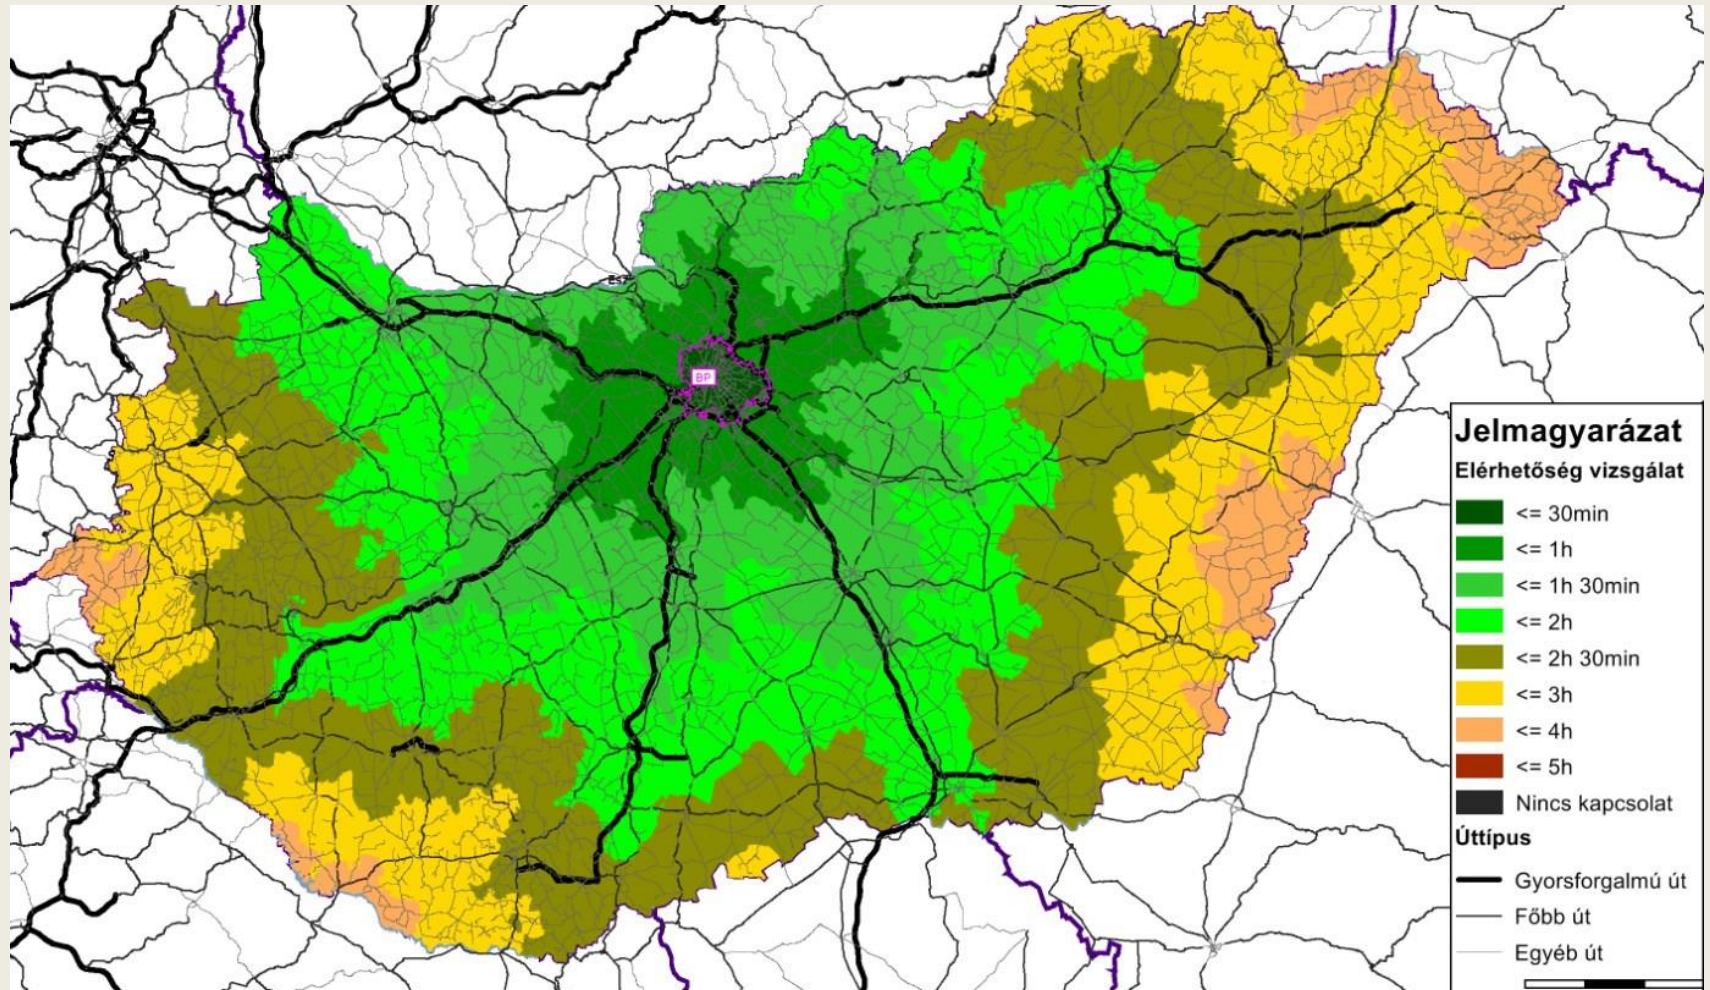 BP
Jelmagyarázat
Elérhetőség vizsgálat
<= 30min
<= 1h
<= 1h 30min
<= 2h
<= 2h 30min
<= 3h
<= 4h
<= 5h
Nincs kapcsolat
Úttípus
Gyorsforgalmú út
Főbb út
Egyéb út